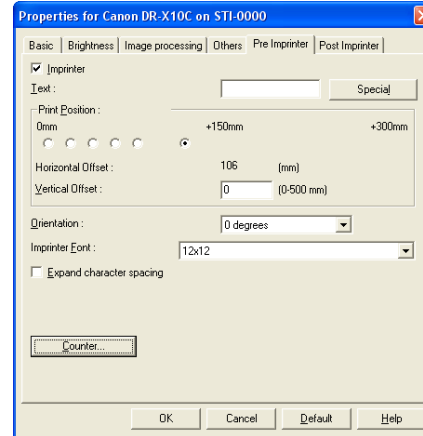 Properties for Canon DR-X10C on STI-0000
Basic Brightness Image processing Others Pre Imprinter Post Imprinter
Imprinter
Text : Special
Print Position :
0mm +150mm +300mm
Horizontal Offset : 106 (mm)
Vertical Offset : 0 (0-500 mm)
Orientation : 0 degrees
Imprinter Font : 12x12
Expand character spacing
Counter...
OK Cancel Default Help